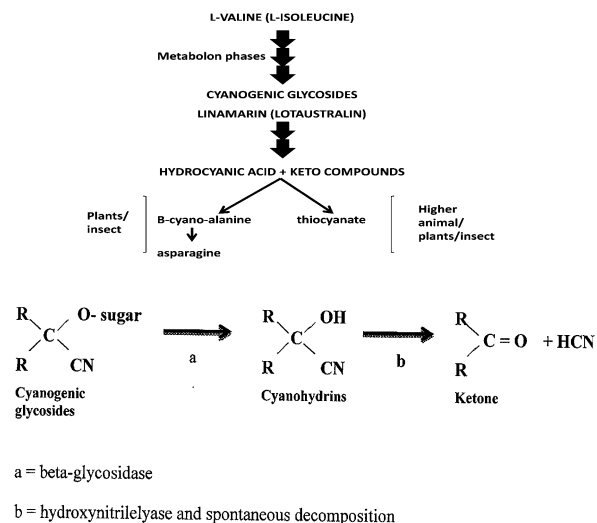 L-VALINE (L-ISOLEUCINE)
Metabolon phases
CYANOGENIC GLYCOSIDES
LINAMARIN (LOTAUSTRALIN)
HYDROCYANIC ACID + KETO COMPOUNDS
Plants/
insect
B-cyano-alanine
asparagine
thiocyanate
Higher
animal/
plants/insect
R
O- sugar
C
R
CN
Cyanogenic
glycosides
a
R
OH
C
R
CN
Cyanohydrins
b
R
C = O + HCN
R
Ketone
a = beta-glycosidase
b = hydroxynitrilelyase and spontaneous decomposition